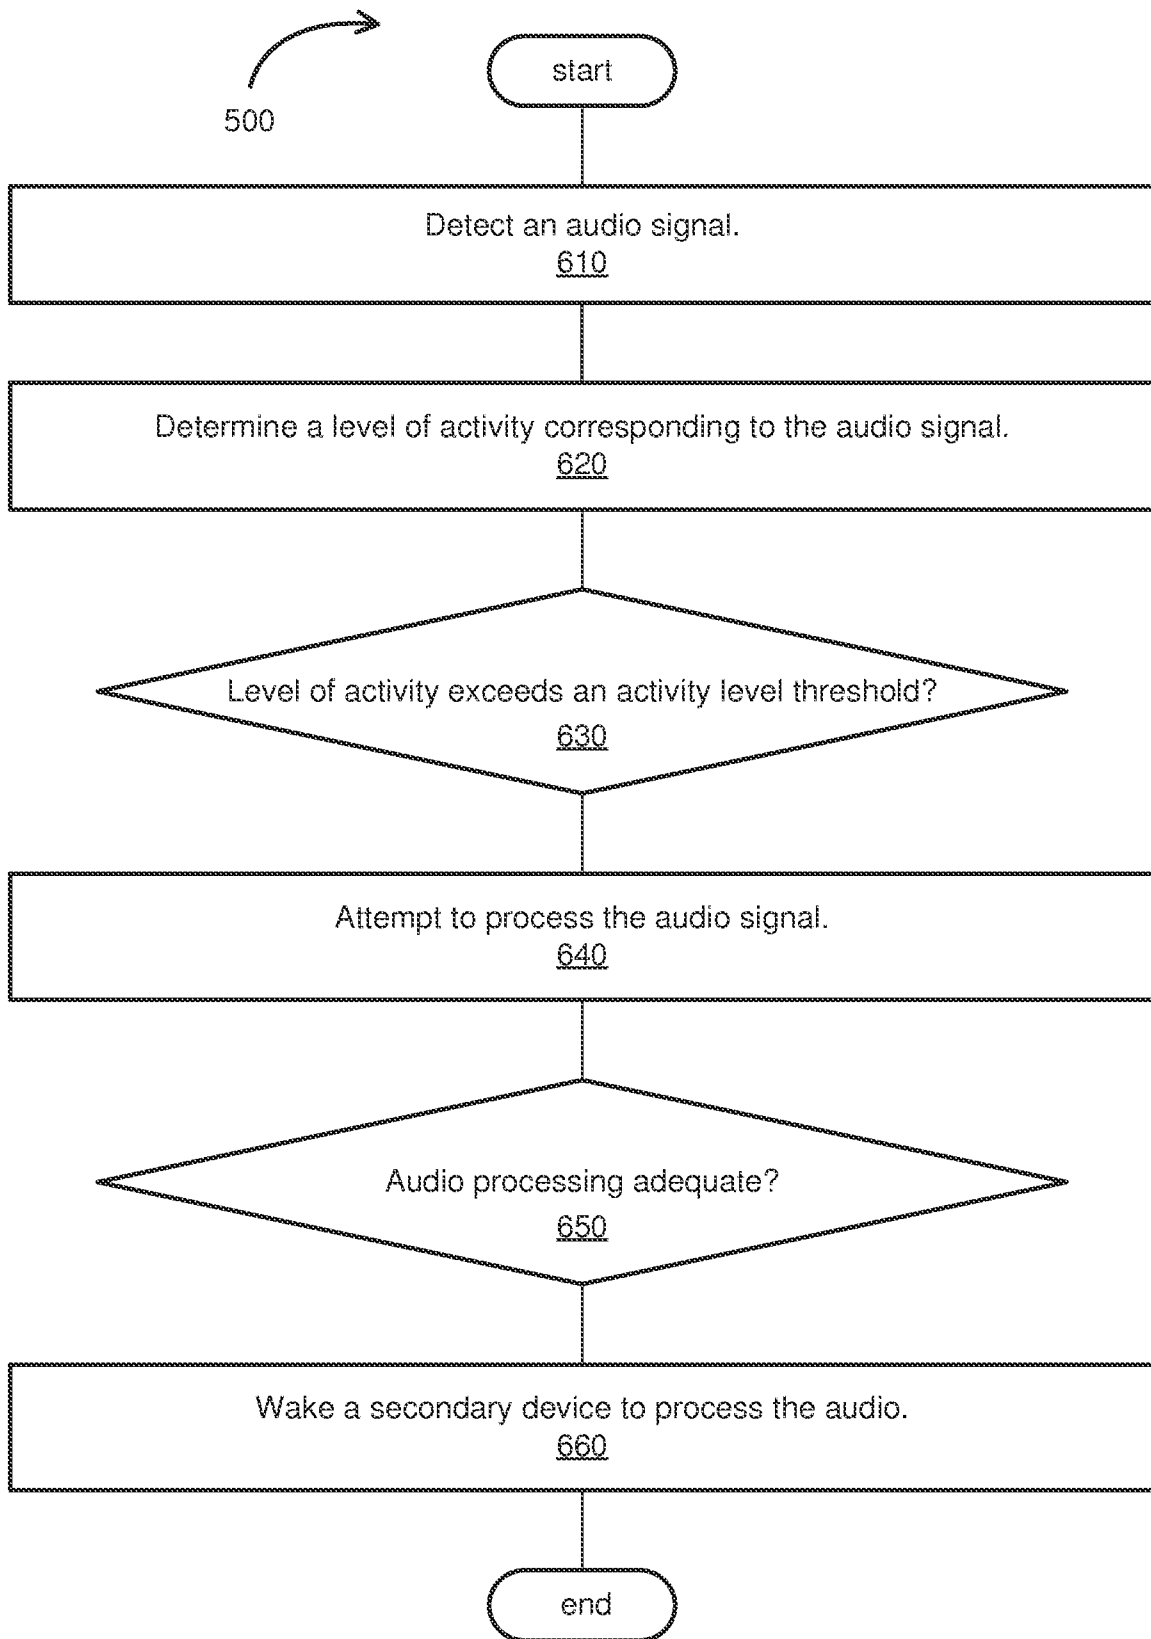 start
500
Detect an audio signal.
610
Determine a level of activity corresponding to the audio signal.
620
Level of activity exceeds an activity level threshold?
630
Attempt to process the audio signal.
640
Audio processing adequate?
650
Wake a secondary device to process the audio.
660
end